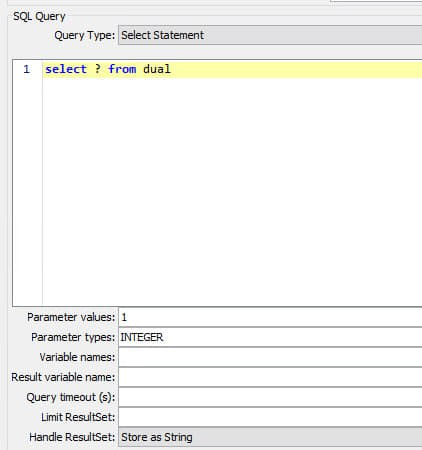 SQL Query
Query Type: Select Statement
1 select ? from dual
Parameter values: 1
Parameter types: INTEGER
Variable names:
Result variable name:
Query timeout (s):
Limit ResultSet:
Handle ResultSet: Store as String